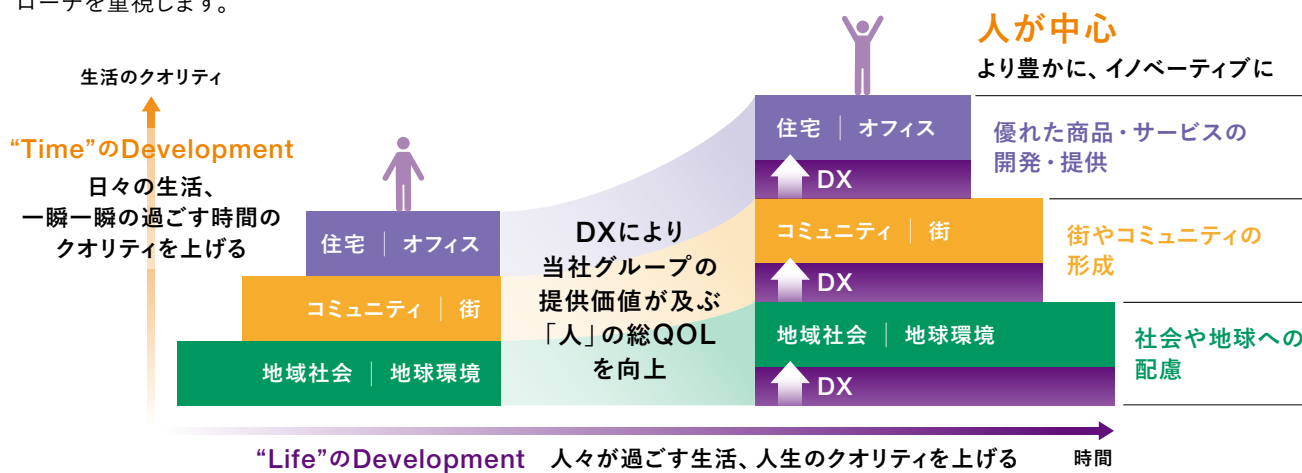 ローチを重視します。
人が中心
より豊かに、イノベーティブに
生活のクオリティ
“Time”のDevelopment
日々の生活、
一瞬一瞬の過ごす時間の
クオリティを上げる
住宅｜オフィス
コミュニティ｜街
地域社会｜地球環境
DXにより
当社グループの
提供価値が及ぶ
「人」の総QOL
を向上
住宅｜オフィス
DX
コミュニティ｜街
DX
地域社会｜地球環境
DX
優れた商品・サービスの
開発・提供
街やコミュニティの
形成
社会や地球への
配慮
“Life”のDevelopment 人々が過ごす生活、人生のクオリティを上げる
時間